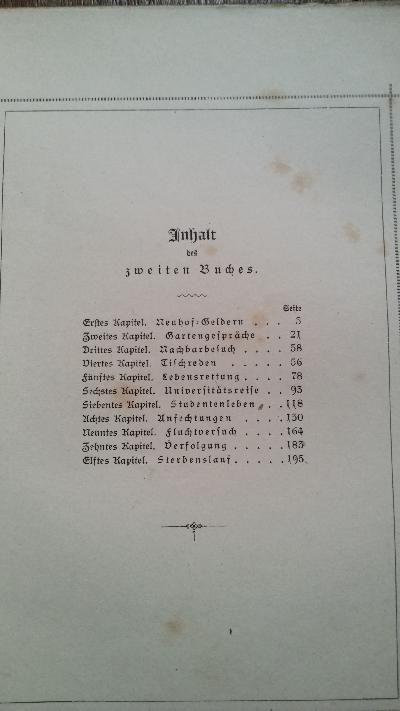 Inhalt
des
zweiten Buches.
Seite
Erstes Kapitel. Neuhof-Geldern . . . 5
Zweites Kapitel. Gartengespräche . . 21
Drittes Kapitel. Nachbarbesuch . . . . 38
Viertes Kapitel. Tischreden . . . . . 66
Fünftes Kapitel. Lebensrettung . . . . 78
Sechstes Kapitel. Universitätsreise . . 93
Siebentes Kapitel. Studentenleben . . 118
Achtes Kapitel. Anfechtungen . . . . 150
Neuntes Kapitel. Fluchtversuch . . . . 164
Zehntes Kapitel. Verfolgung . . . . . 183
Elftes Kapitel. Sterbenslauf . . . . . 195